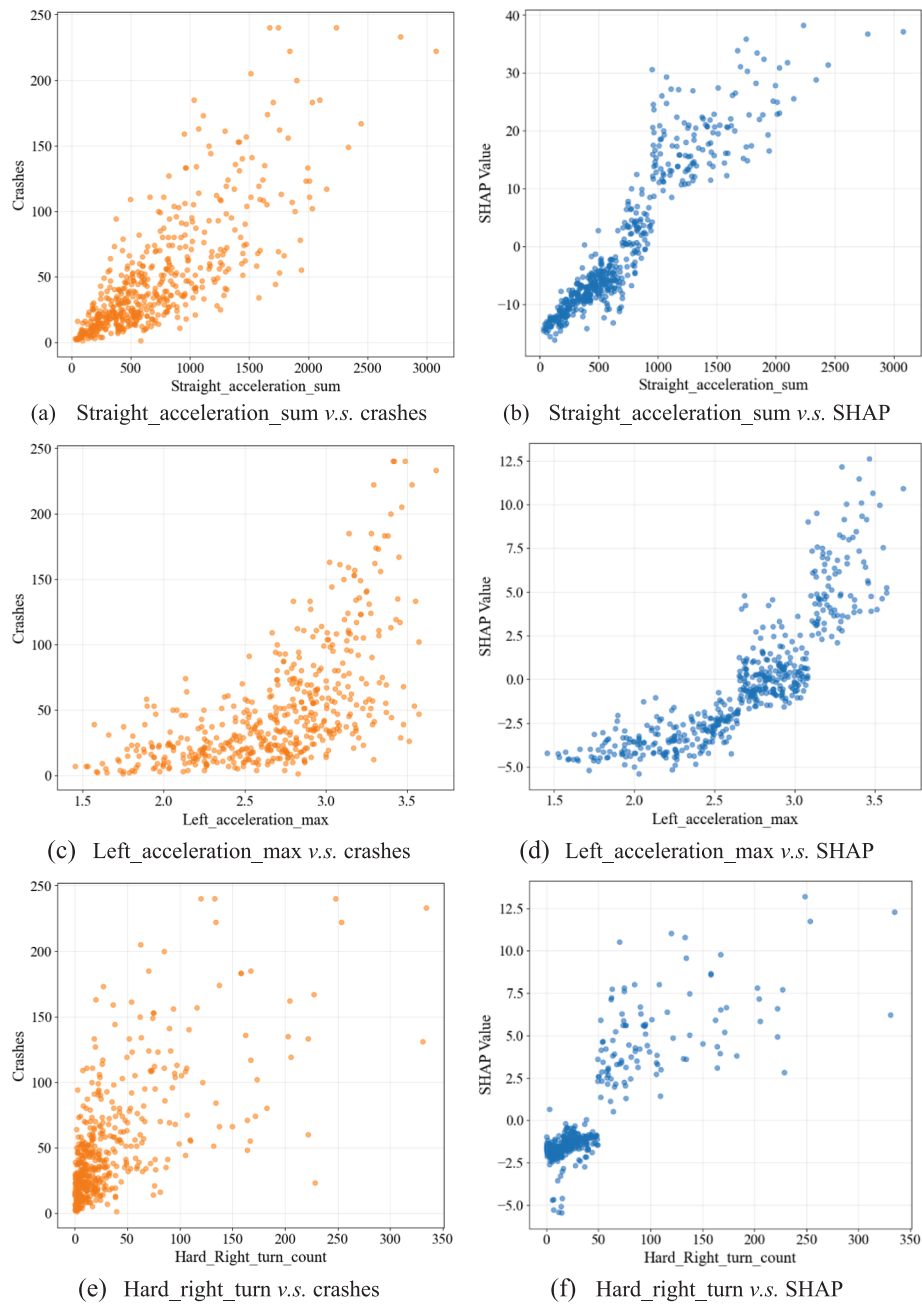 250
200
150
100
50
0
Crashes
0 500 1000 1500 2000 2500 3000
Straight_acceleration_sum
(a) Straight_acceleration_sum v.s. crashes
40
30
20
10
0
−10
SHAP Value
0 500 1000 1500 2000 2500 3000
Straight_acceleration_sum
(b) Straight_acceleration_sum v.s. SHAP
250
200
150
100
50
0
Crashes
1.5 2.0 2.5 3.0 3.5
Left_acceleration_max
(c) Left_acceleration_max v.s. crashes
12.5
10.0
7.5
5.0
2.5
0.0
−2.5
−5.0
SHAP Value
1.5 2.0 2.5 3.0 3.5
Left_acceleration_max
(d) Left_acceleration_max v.s. SHAP
250
200
150
100
50
0
Crashes
0 50 100 150 200 250 300 350
Hard_Right_turn_count
(e) Hard_right_turn v.s. crashes
12.5
10.0
7.5
5.0
2.5
0.0
−2.5
−5.0
SHAP Value
0 50 100 150 200 250 300 350
Hard_Right_turn_count
(f) Hard_right_turn v.s. SHAP